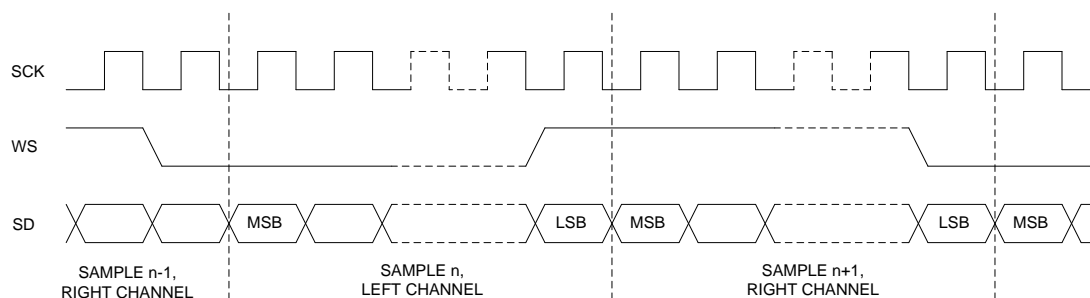 SCK
WS
SD
MSB
LSB
MSB
LSB
MSB
SAMPLE n-1,
RIGHT CHANNEL
SAMPLE n,
LEFT CHANNEL
SAMPLE n+1,
RIGHT CHANNEL